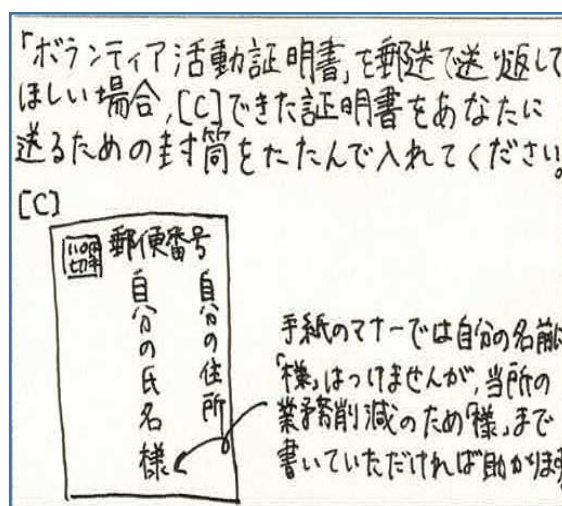 「ボランティア活動証明書」を郵送で送り返して
ほしい場合,[C]できた証明書をあなたに
送るための封筒をたたんで入れてください。
[C]
110円
切手
郵便番号
自分の住所
自分の氏名 様
手紙のマナーでは自分の名前に
「様」はつけませんが,当所の
業務削減のため「様」まで
書いていただければ助かります